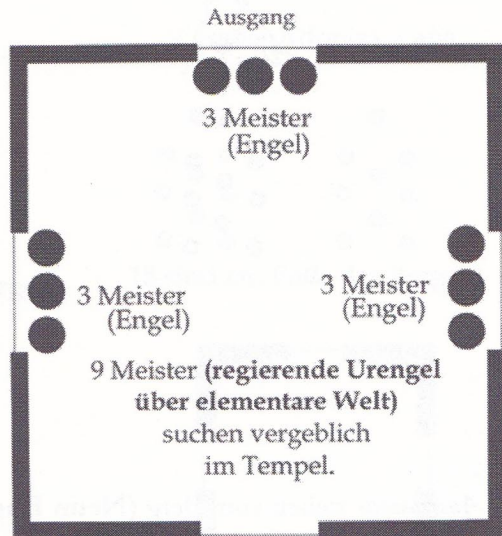 Ausgang
3 Meister
(Engel)
3 Meister
(Engel)
3 Meister
(Engel)
9 Meister (regierende Urengel
über elementare Welt)
suchen vergeblich
im Tempel.